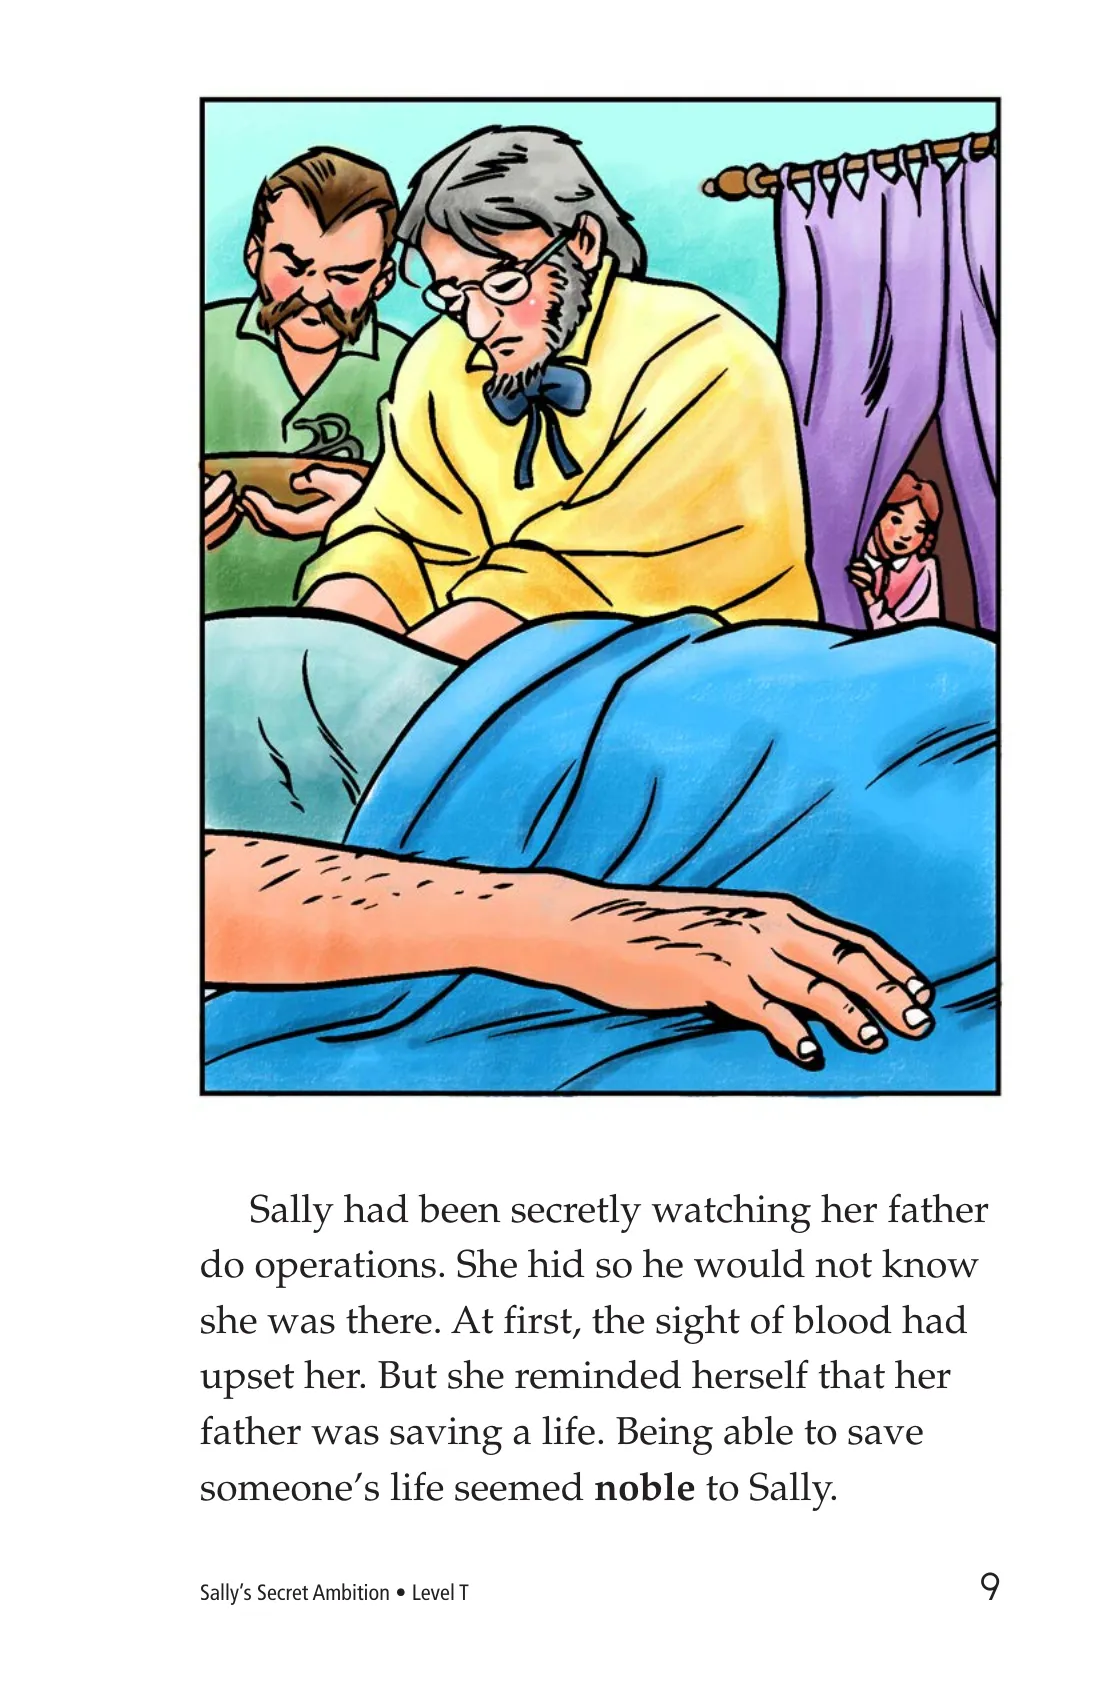 Sally had been secretly watching her father
do operations. She hid so he would not know
she was there. At first, the sight of blood had
upset her. But she reminded herself that her
father was saving a life. Being able to save
someone’s life seemed noble to Sally.
Sally’s Secret Ambition • Level T
9